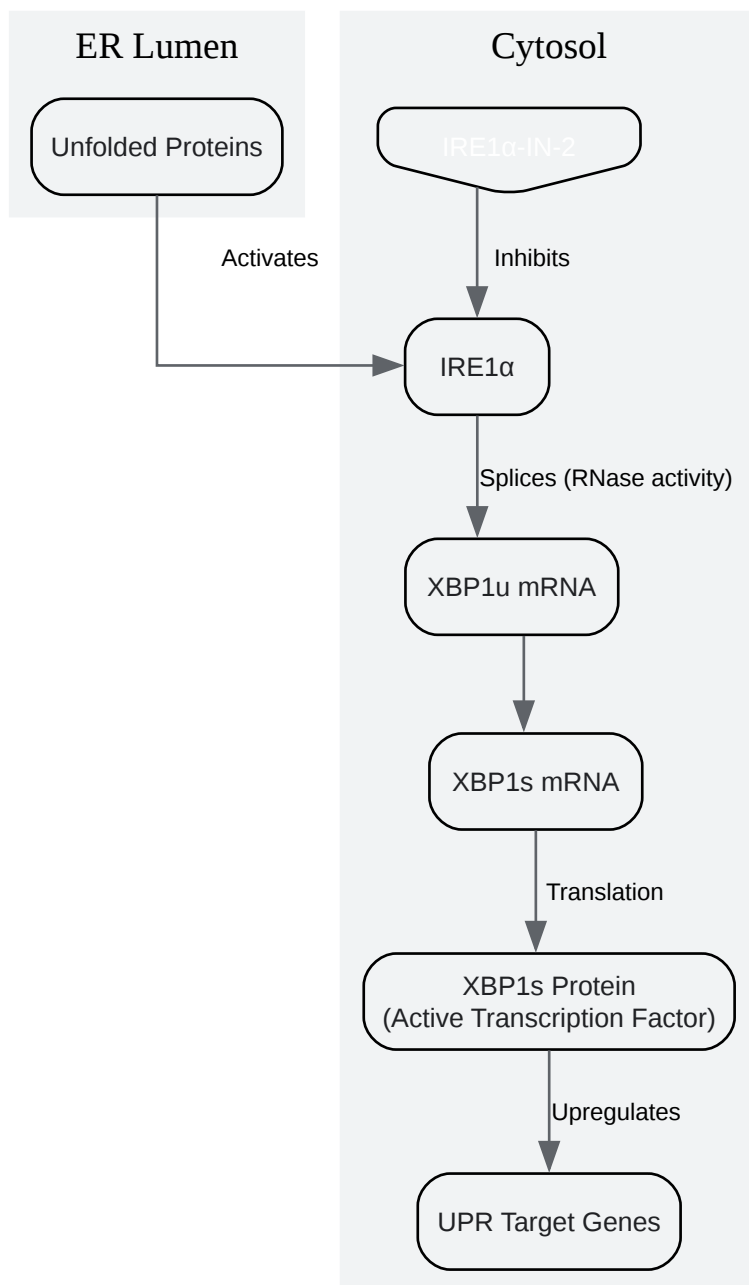 ER Lumen
Cytosol
Unfolded Proteins
IRE1α-IN-2
Activates
Inhibits
IRE1α
Splices (RNase activity)
XBP1u mRNA
XBP1s mRNA
Translation
XBP1s Protein
(Active Transcription Factor)
Upregulates
UPR Target Genes